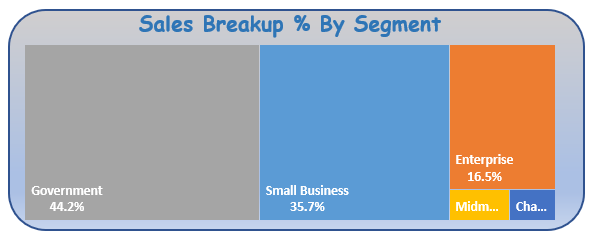 Sales Breakup % By Segment
Government
44.2%
Small Business
35.7%
Enterprise
16.5%
Midm...
Cha...